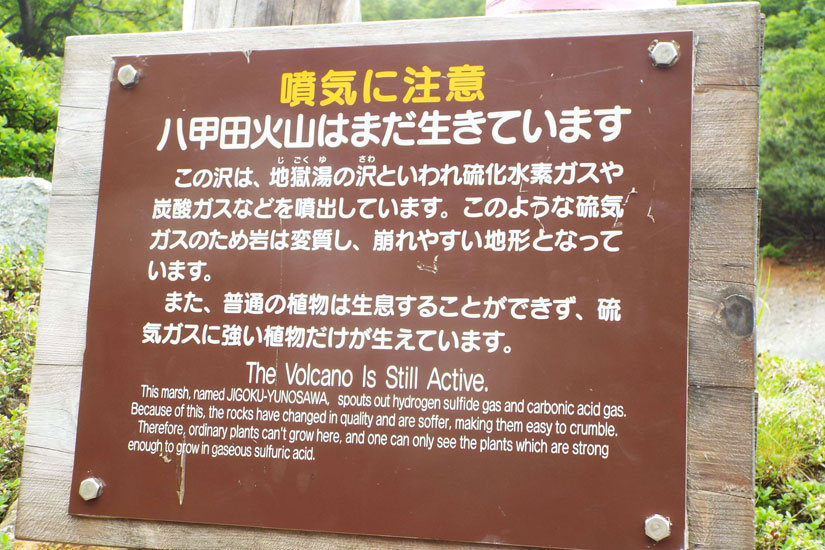 噴気に注意
八甲田火山はまだ生きています
じごくゆ さわ
この沢は、地獄湯の沢といわれ硫化水素ガスや
炭酸ガスなどを噴出しています。このような硫気
ガスのため岩は変質し、崩れやすい地形となって
います。
また、普通の植物は生息することができず、硫
気ガスに強い植物だけが生えています。
The Volcano Is Still Active.
This marsh, named JIGOKU-YUNOSAWA, spouts out hydrogen sulfide gas and carbonic acid gas.
Because of this, the rocks have changed in quality and are soffer, making them easy to crumble.
Therefore, ordinary plants can't grow here, and one can only see the plants which are strong
enough to grow in gaseous sulfuric acid.